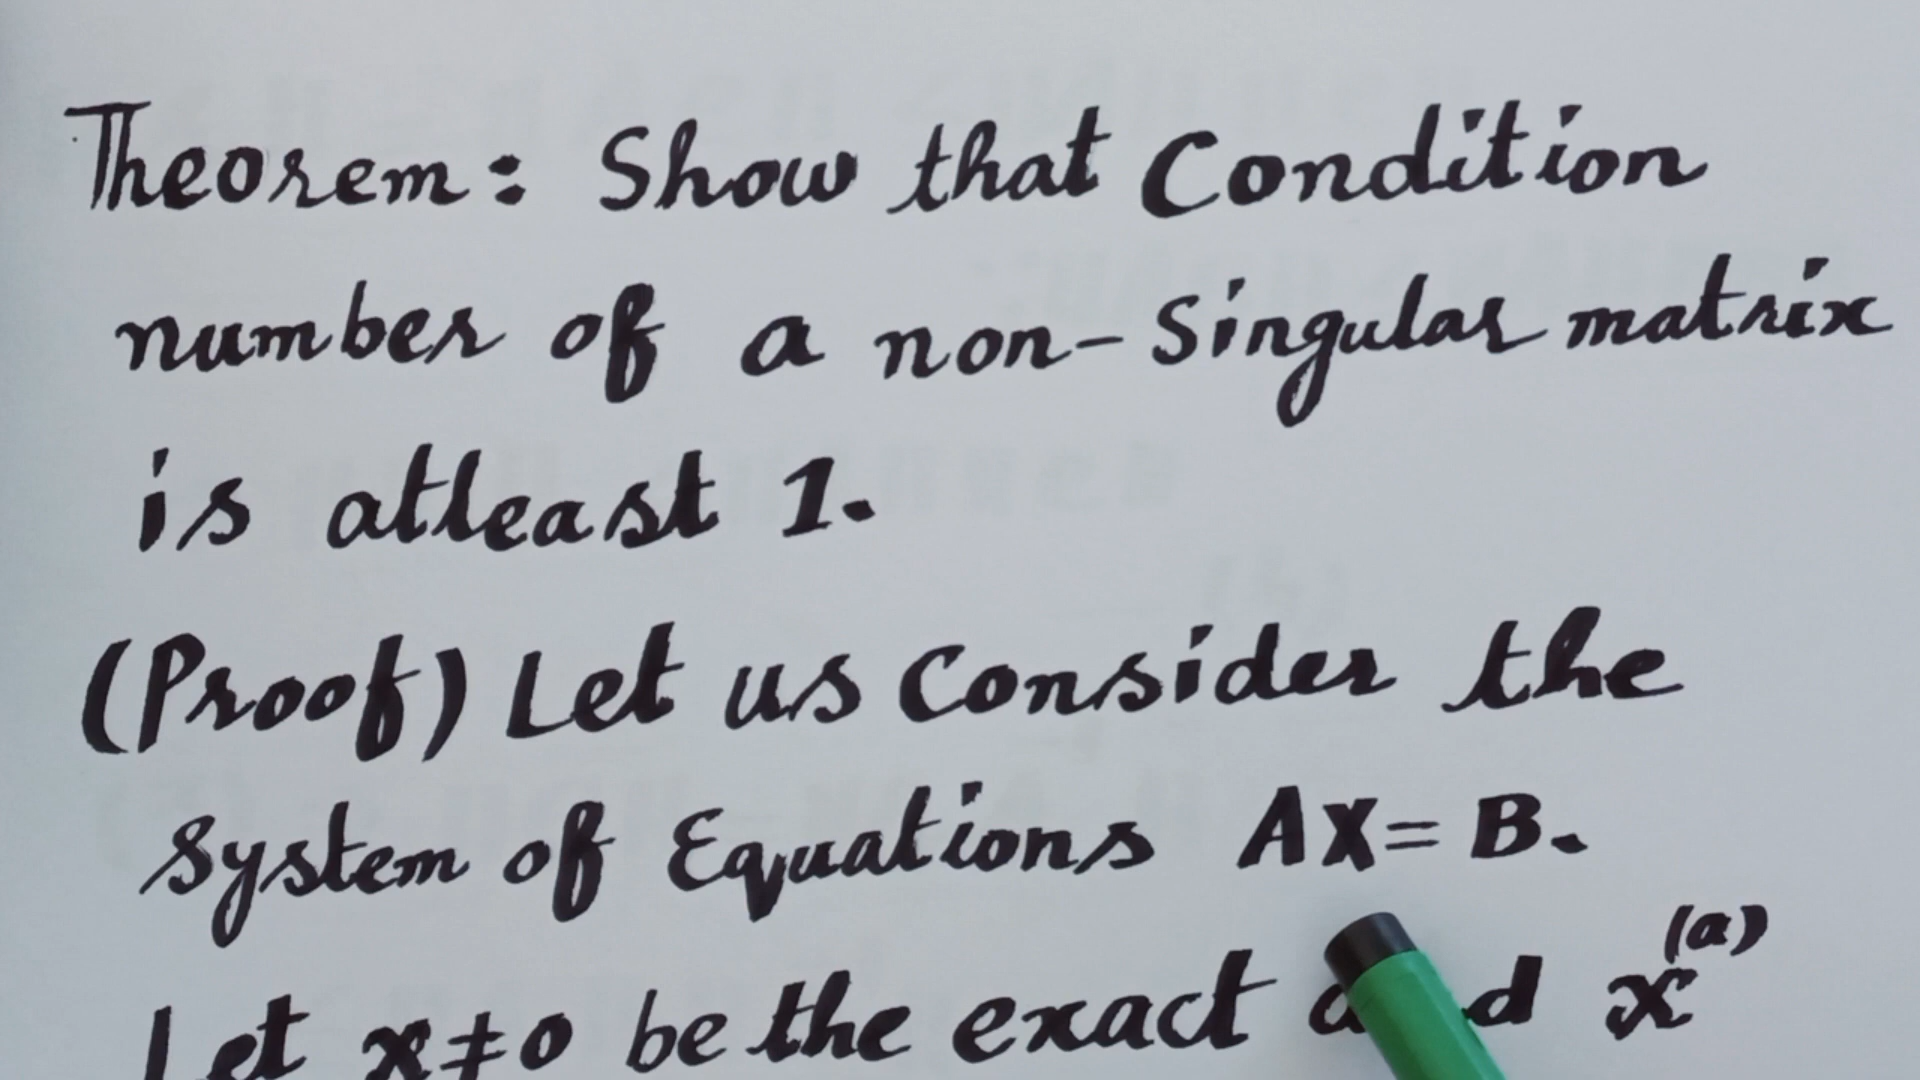 Theorem: Show that Condition
number of a non-Singular matrix
is atleast 1.
(Proof) Let us Consider the
System of Equations AX = B.
Let x ≠ 0 be the exact and x^(a)